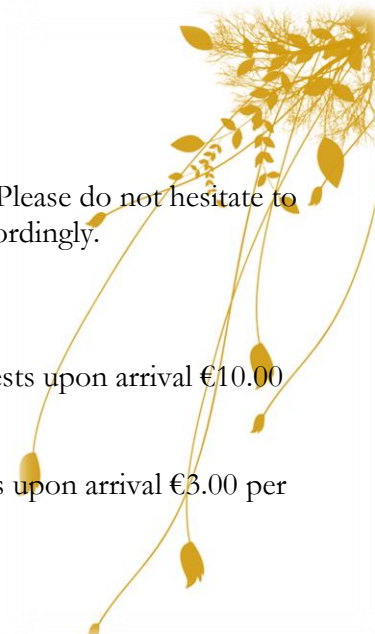 Please do not hesitate to
ordingly.
ests upon arrival €10.00
s upon arrival €3.00 per